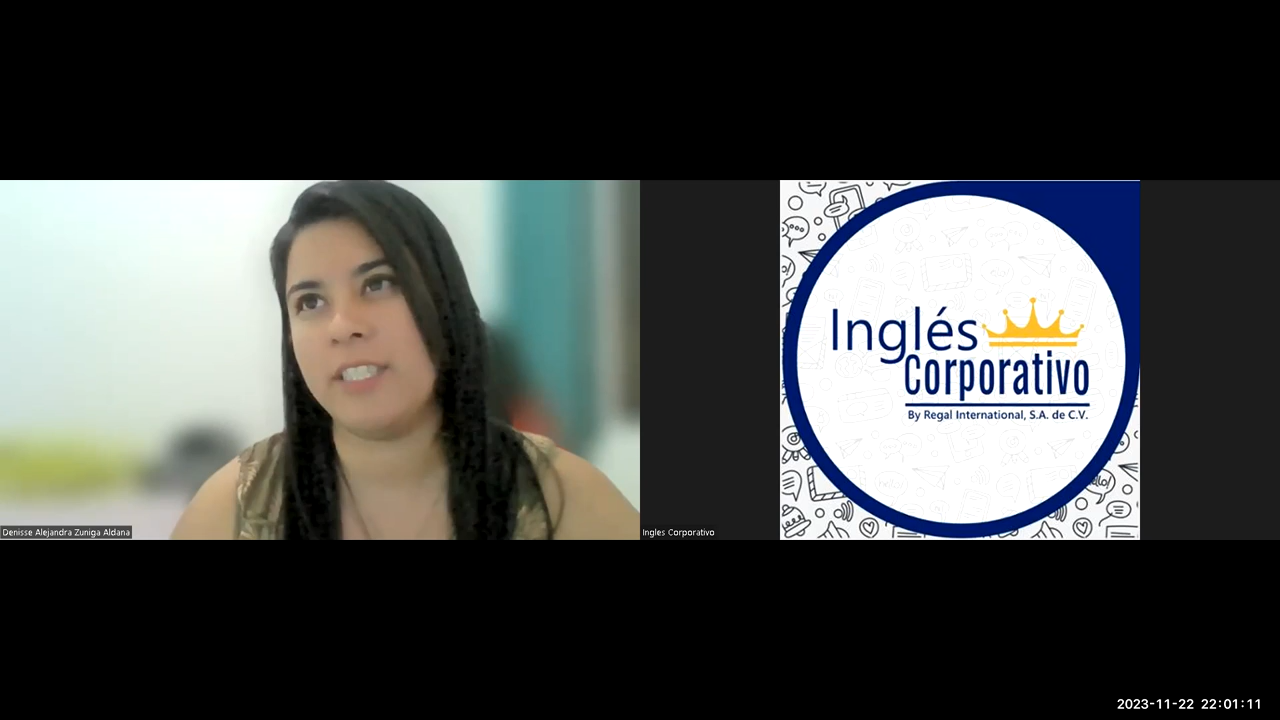 Inglés
Corporativo
By Regal International, S.A. de C.V.
Denisse Alejandra Zuniga Aldana
Ingles Corporativo
2023-11-22 22:01:11